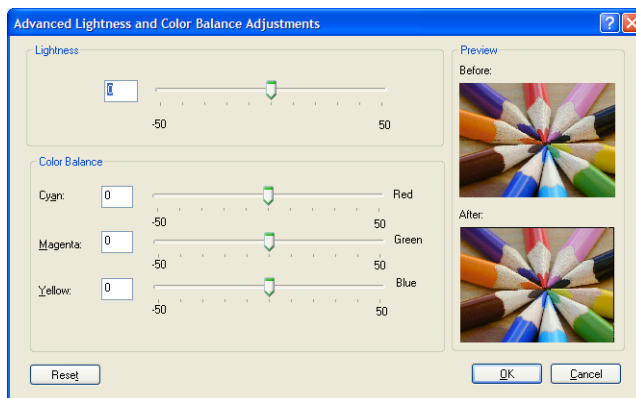 Advanced Lightness and Color Balance Adjustments
Lightness
0
-50 50
Color Balance
Cyan: 0 Red
-50 50
Magenta: 0 Green
-50 50
Yellow: 0 Blue
-50 50
Preview
Before:
After:
Reset
OK
Cancel